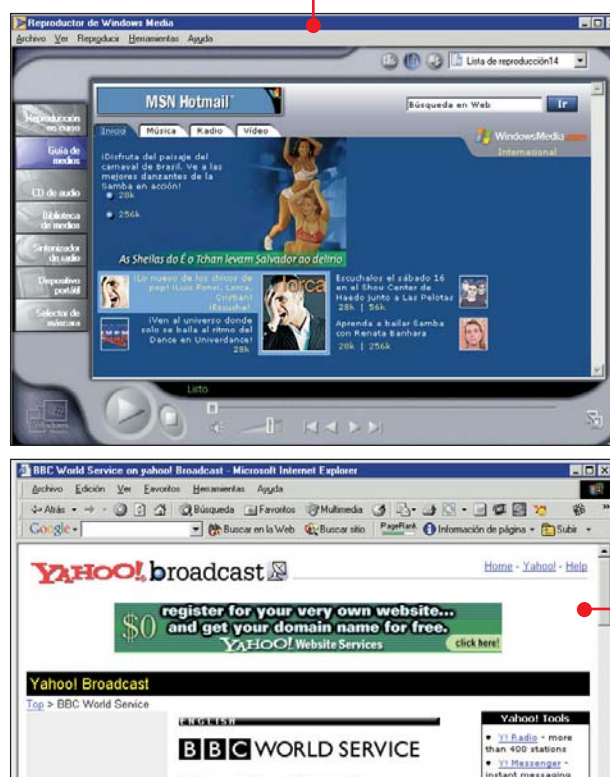 Reproductor de Windows Media
Archivo Ver Reproducir Herramientas Ayuda
Lista de reproducción14
MSN Hotmail
Búsqueda en Web Ir
Inicio Música Radio Vídeo
WindowsMedia
Internasional
Reproducción en curso
Guía de medios
CD de audio
Biblioteca de medios
Sintonizador de radio
Dispositivo portátil
Selector de máscara
¡Disfruta del paisaje del
carnaval de Brasil. Ve a las
mejores danzantes de la
Samba en acción!
28k
256k
As Sheilas do É o Tchan levam Salvador ao delírio
¡Lo nuevo de los chicos de
pop! ¡Luis Fonsi, Lorca,
Cristian!
¡Escucha!
lorca
Escuchalos el sábado 16
en el Show Center de
Haedo junto a Las Pelotas
28k | 56k
¡Ven al universo donde
solo se baila al ritmo del
Dance en Univerdance!
28k
Aprenda a bailar Samba
con Renata Banhara
28k | 256k
Listo
Windows Media
BBC World Service on yahoo! Broadcast - Microsoft Internet Explorer
Archivo Edición Ver Favoritos Herramientas Ayuda
Atrás Búsqueda Favoritos Multimedia
Google Buscar en la Web Buscar sitio PageRank Información de página Subir
YAHOO! broadcast
Home - Yahoo! - Help
$0 register for your very own website...
and get your domain name for free.
YAHOO! Website Services click here!
Yahoo! Broadcast
Top > BBC World Service
ENGLISH
BBC WORLD SERVICE
Yahoo! Tools
Y! Radio - more
than 400 stations
Y! Messenger -
instant messaging